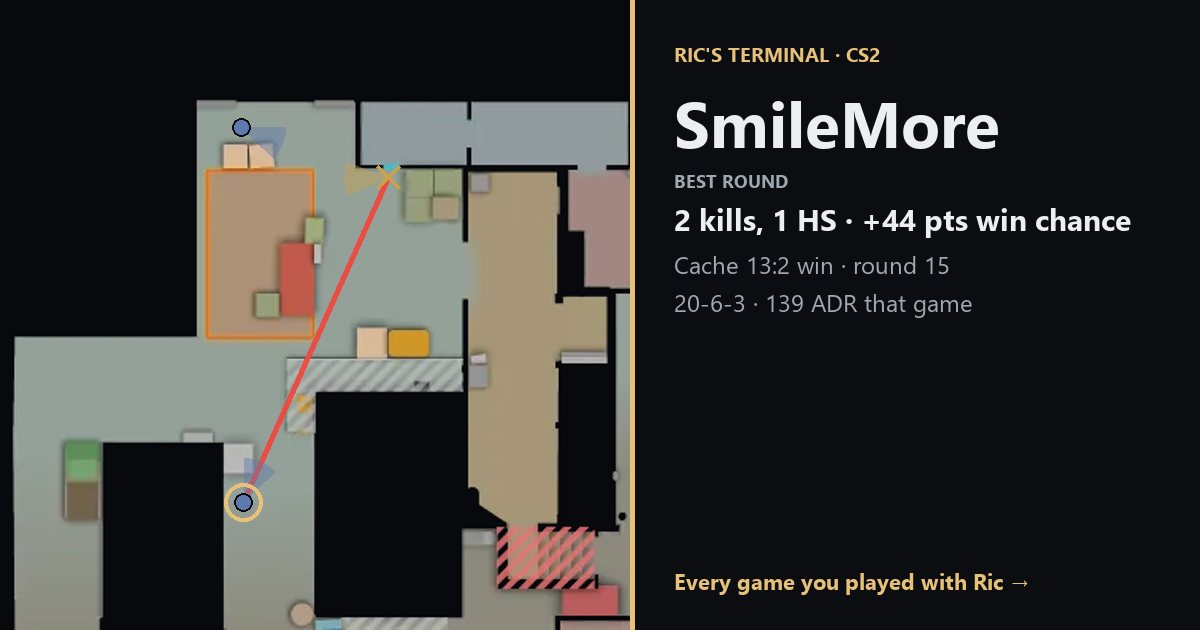 RIC'S TERMINAL · CS2
SmileMore
BEST ROUND
2 kills, 1 HS · +44 pts win chance
Cache 13:2 win · round 15
20-6-3 · 139 ADR that game
Every game you played with Ric →